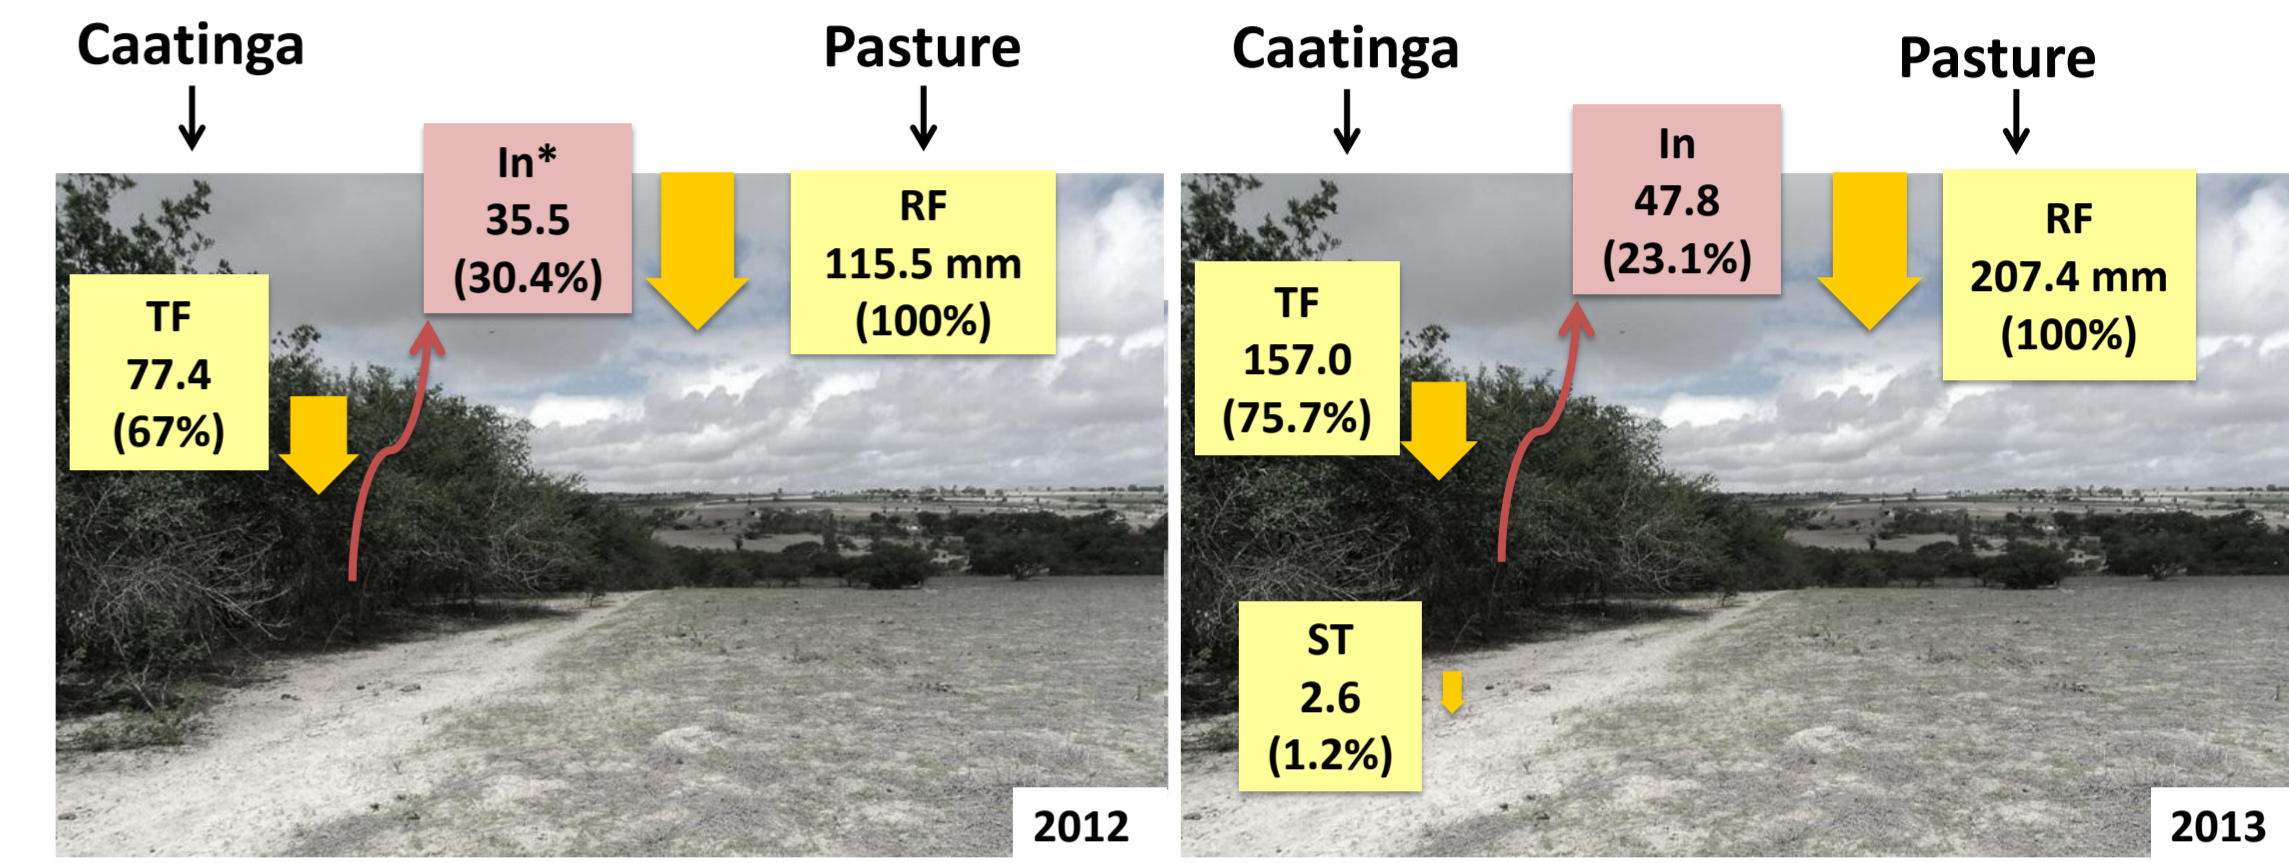 Caatinga
Pasture
In*
35.5
(30.4%)
RF
115.5 mm
(100%)
TF
77.4
(67%)
2012
Caatinga
Pasture
In
47.8
(23.1%)
RF
207.4 mm
(100%)
TF
157.0
(75.7%)
ST
2.6
(1.2%)
2013